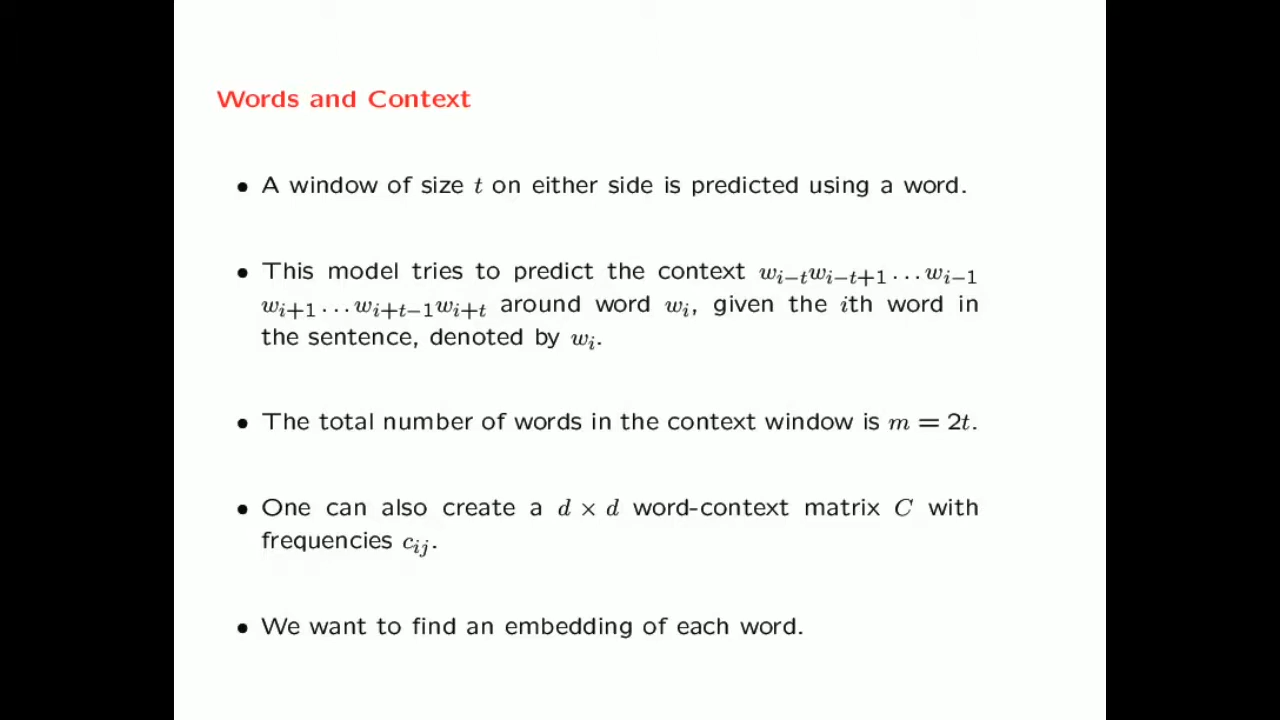 Words and Context
• A window of size t on either side is predicted using a word.
• This model tries to predict the context w_{i−t}w_{i−t+1}...w_{i−1}
w_{i+1}...w_{i+t−1}w_{i+t} around word w_i, given the ith word in
the sentence, denoted by w_i.
• The total number of words in the context window is m = 2t.
• One can also create a d × d word-context matrix C with
frequencies c_{ij}.
• We want to find an embedding of each word.